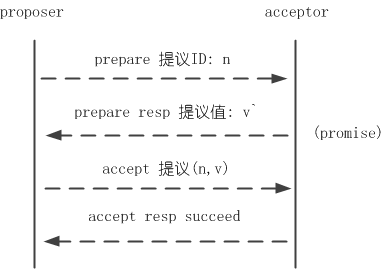 proposer
acceptor
prepare 提议ID: n
prepare resp 提议值: v`
(promise)
accept 提议(n,v)
accept resp succeed